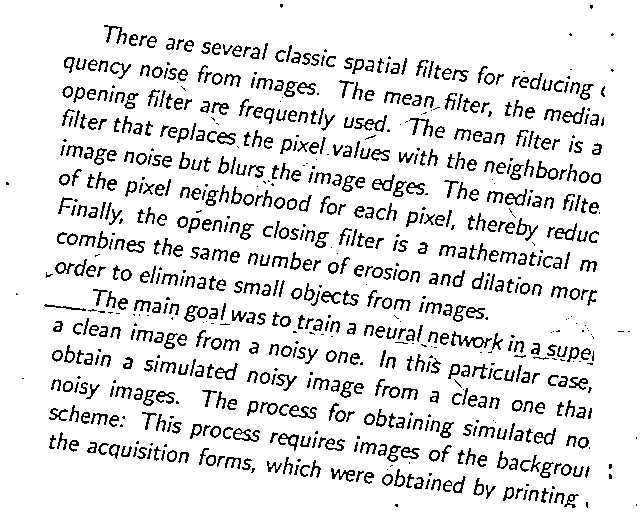 There are several classic spatial filters for reducing
quency noise from images. The mean filter, the media
opening filter are frequently used. The mean filter is a
filter that replaces the pixel values with the neighborhoo
image noise but blurs the image edges. The median filte
of the pixel neighborhood for each pixel, thereby reduc
Finally, the opening closing filter is a mathematical m
combines the same number of erosion and dilation morp
order to eliminate small objects from images.
The main goal was to train a neural network in a super
a clean image from a noisy one. In this particular case,
obtain a simulated noisy image from a clean one that
noisy images. The process for obtaining simulated no
scheme: This process requires images of the backgrour
the acquisition forms, which were obtained by printing